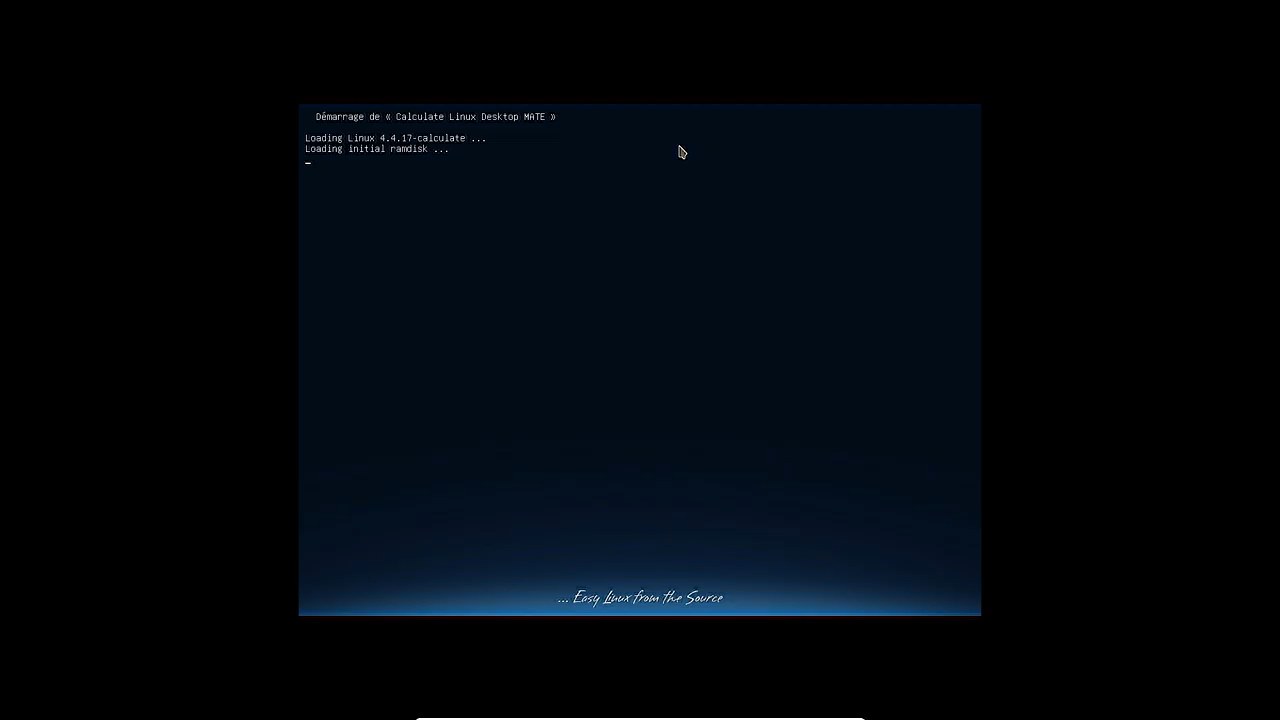 Démarrage de « Calculate Linux Desktop MATE »
Loading Linux 4.4.17-calculate ...
Loading initial ramdisk ...
... Easy Linux from the Source